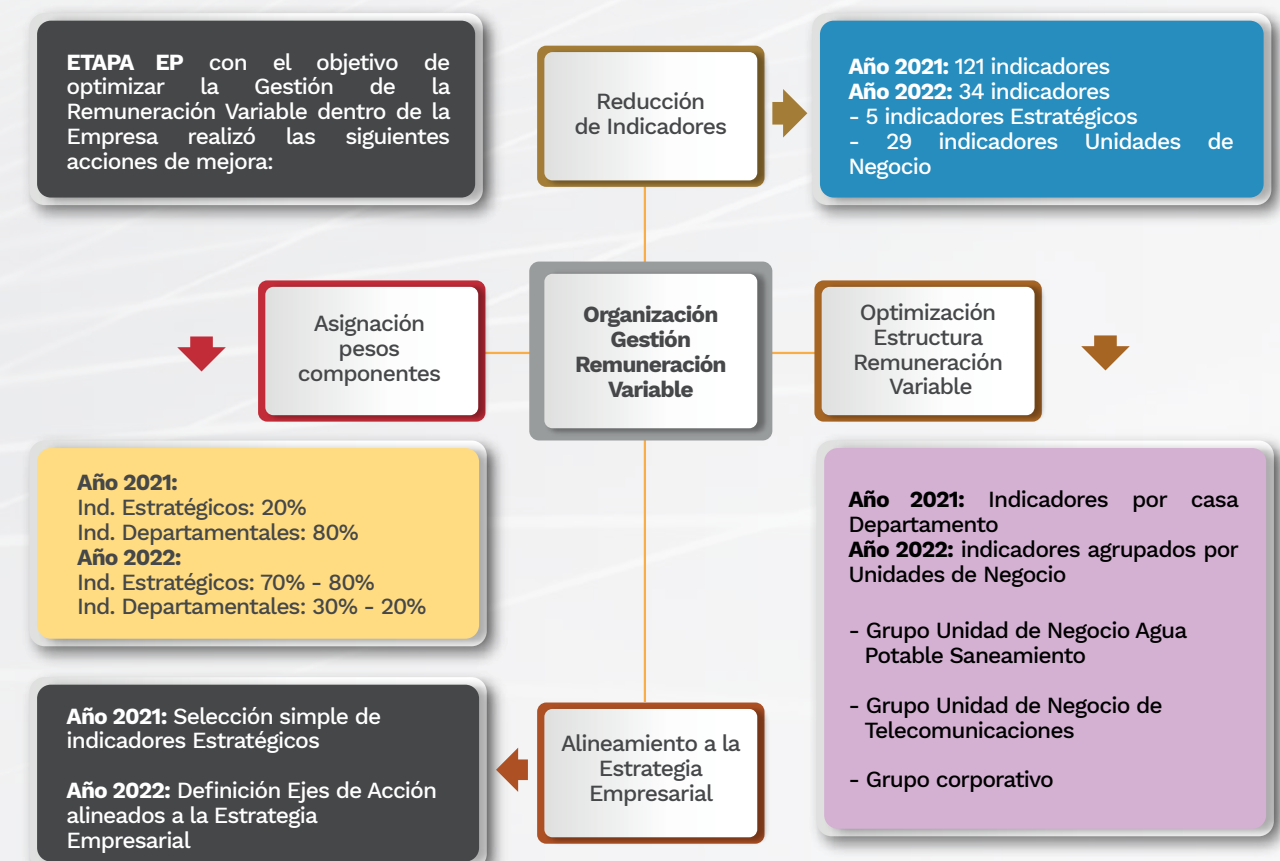 ETAPA EP con el objetivo de
optimizar la Gestión de la
Remuneración Variable dentro de la
Empresa realizó las siguientes
acciones de mejora:
Reducción
de Indicadores
Año 2021: 121 indicadores
Año 2022: 34 indicadores
- 5 indicadores Estratégicos
- 29 indicadores Unidades de
Negocio
Asignación
pesos
componentes
Organización
Gestión
Remuneración
Variable
Optimización
Estructura
Remuneración
Variable
Año 2021:
Ind. Estratégicos: 20%
Ind. Departamentales: 80%
Año 2022:
Ind. Estratégicos: 70% - 80%
Ind. Departamentales: 30% - 20%
Año 2021: Indicadores por casa
Departamento
Año 2022: indicadores agrupados por
Unidades de Negocio
- Grupo Unidad de Negocio Agua
Potable Saneamiento
- Grupo Unidad de Negocio de
Telecomunicaciones
- Grupo corporativo
Año 2021: Selección simple de
indicadores Estratégicos
Año 2022: Definición Ejes de Acción
alineados a la Estrategia
Empresarial
Alineamiento a la
Estrategia
Empresarial